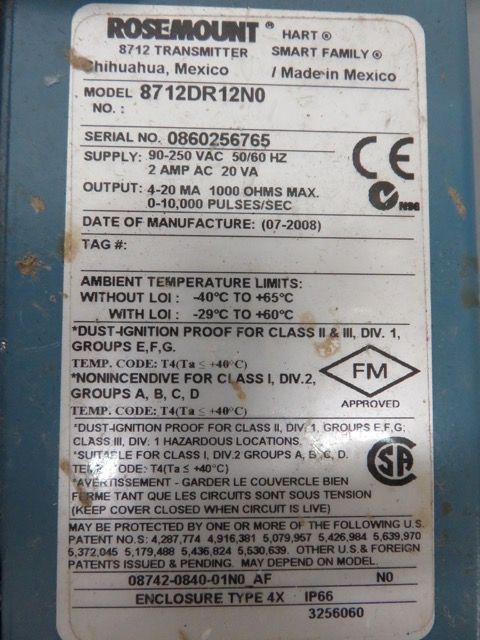 ROSEMOUNT ® HART ®
8712 TRANSMITTER SMART FAMILY ®
Chihuahua, Mexico / Made in Mexico
MODEL 8712DR12N0
NO. :
SERIAL NO. 0860256765
SUPPLY: 90-250 VAC 50/60 HZ
2 AMP AC 20 VA
OUTPUT: 4-20 MA 1000 OHMS MAX.
0-10,000 PULSES/SEC
CE
N96
DATE OF MANUFACTURE: (07-2008)
TAG #:
AMBIENT TEMPERATURE LIMITS:
WITHOUT LOI : -40°C TO +65°C
WITH LOI : -29°C TO +60°C
*DUST-IGNITION PROOF FOR CLASS II & III, DIV. 1,
GROUPS E,F,G.
TEMP. CODE: T4(Ta ≤ +40°C)
*NONINCENDIVE FOR CLASS I, DIV.2,
GROUPS A, B, C, D
TEMP. CODE: T4(Ta ≤ +40°C)
FM
APPROVED
*DUST-IGNITION PROOF FOR CLASS II, DIV. 1, GROUPS E,F,G;
CLASS III, DIV. 1 HAZARDOUS LOCATIONS.
*SUITABLE FOR CLASS I, DIV.2 GROUPS A, B, C, D.
TEMP. CODE: T4(Ta ≤ +40°C)
*AVERTISSEMENT - GARDER LE COUVERCLE BIEN
FERME TANT QUE LES CIRCUITS SONT SOUS TENSION
(KEEP COVER CLOSED WHEN CIRCUIT IS LIVE)
SA
MAY BE PROTECTED BY ONE OR MORE OF THE FOLLOWING U.S.
PATENT NO.S: 4,287,774 4,916,381 5,079,957 5,426,984 5,639,970
5,372,045 5,179,488 5,436,824 5,530,639. OTHER U.S.& FOREIGN
PATENTS ISSUED & PENDING. MAY DEPEND ON MODEL.
08742-0840-01N0_AF N0
ENCLOSURE TYPE 4X IP66
3256060